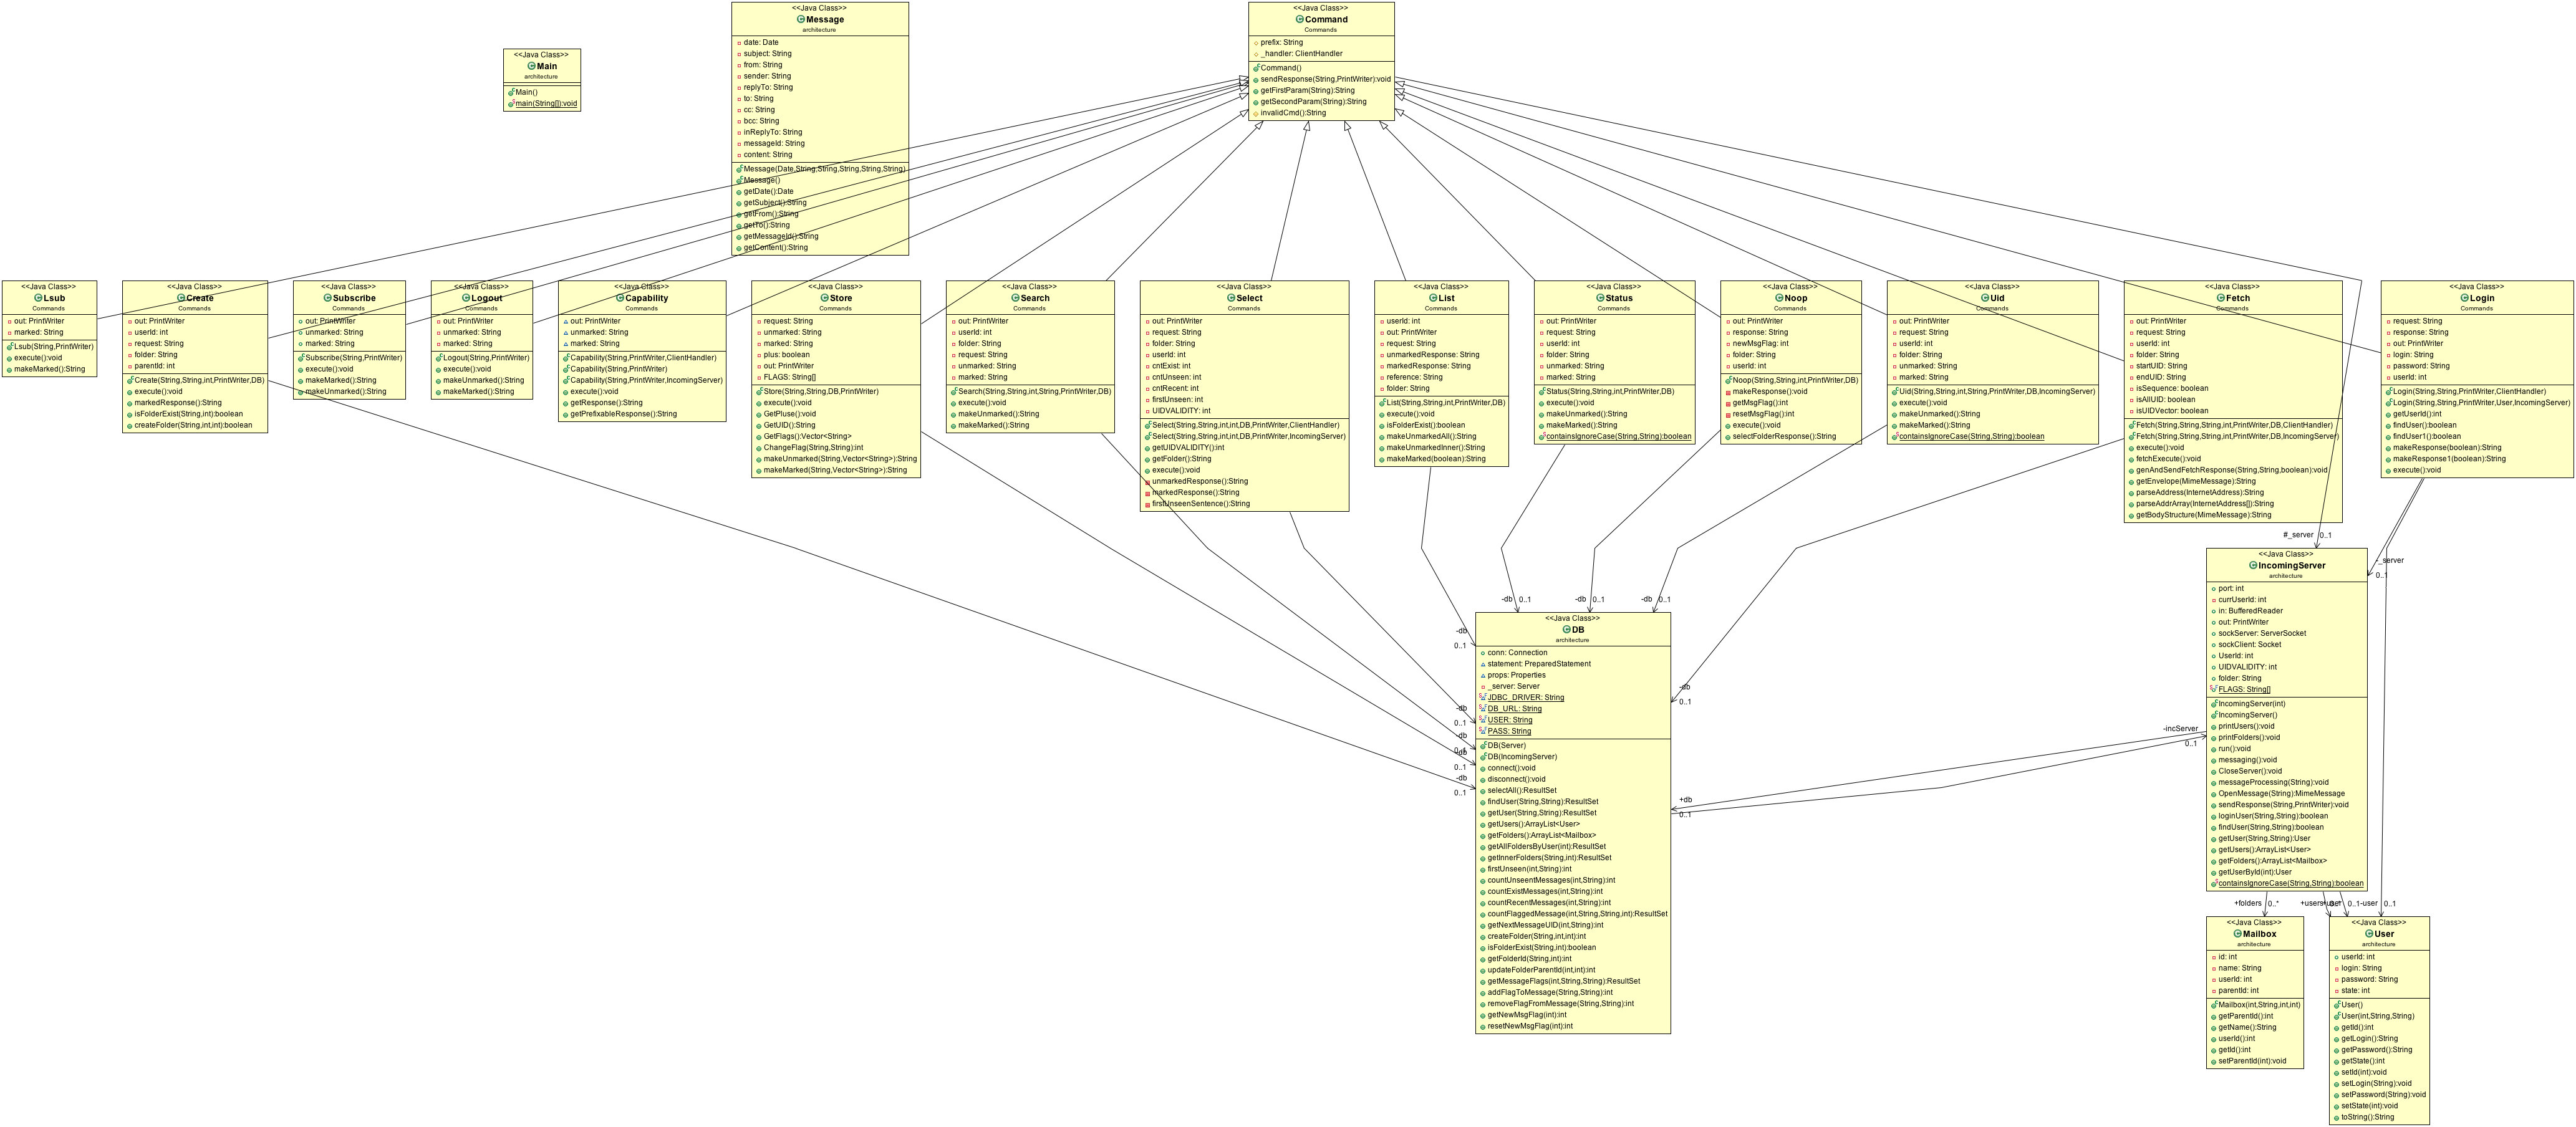 <<Java Class>>
Main
architecture
Main()
main(String[]):void
<<Java Class>>
Message
architecture
date: Date
subject: String
from: String
sender: String
replyTo: String
to: String
cc: String
bcc: String
inReplyTo: String
messageId: String
content: String
Message(Date,String,String,String,String,String)
Message()
getDate():Date
getSubject():String
getFrom():String
getTo():String
getMessageId():String
getContent():String
<<Java Class>>
Command
Commands
prefix: String
_handler: ClientHandler
Command()
sendResponse(String,PrintWriter):void
getFirstParam(String):String
getSecondParam(String):String
invalidCmd():String
<<Java Class>>
Lsub
Commands
out: PrintWriter
marked: String
Lsub(String,PrintWriter)
execute():void
makeMarked():String
<<Java Class>>
Create
Commands
out: PrintWriter
userId: int
request: String
folder: String
parentId: int
Create(String,String,int,PrintWriter,DB)
execute():void
markedResponse():String
isFolderExist(String,int):boolean
createFolder(String,int,int):boolean
<<Java Class>>
Subscribe
Commands
out: PrintWriter
unmarked: String
marked: String
Subscribe(String,PrintWriter)
execute():void
makeMarked():String
makeUnmarked():String
<<Java Class>>
Logout
Commands
out: PrintWriter
unmarked: String
marked: String
Logout(String,PrintWriter)
execute():void
makeUnmarked():String
makeMarked():String
<<Java Class>>
Capability
Commands
out: PrintWriter
unmarked: String
marked: String
Capability(String,PrintWriter,ClientHandler)
Capability(String,PrintWriter)
Capability(String,PrintWriter,IncomingServer)
execute():void
getResponse():String
getPrefixableResponse():String
<<Java Class>>
Store
Commands
request: String
unmarked: String
marked: String
plus: boolean
out: PrintWriter
FLAGS: String[]
Store(String,String,DB,PrintWriter)
execute():void
GetPluse():void
GetUID():String
GetFlags():Vector<String>
ChangeFlag(String,String):int
makeUnmarked(String,Vector<String>):String
makeMarked(String,Vector<String>):String
<<Java Class>>
Search
Commands
out: PrintWriter
userId: int
folder: String
request: String
unmarked: String
marked: String
Search(String,String,int,String,PrintWriter,DB)
execute():void
makeUnmarked():String
makeMarked():String
<<Java Class>>
Select
Commands
out: PrintWriter
request: String
folder: String
userId: int
cntExist: int
cntUnseen: int
cntRecent: int
firstUnseen: int
UIDVALIDITY: int
Select(String,String,int,int,DB,PrintWriter,ClientHandler)
Select(String,String,int,int,DB,PrintWriter,IncomingServer)
getUIDVALIDITY():int
getFolder():String
execute():void
unmarkedResponse():String
markedResponse():String
firstUnseenSentence():String
<<Java Class>>
List
Commands
userId: int
out: PrintWriter
request: String
unmarkedResponse: String
markedResponse: String
reference: String
folder: String
List(String,String,int,PrintWriter,DB)
execute():void
isFolderExist():boolean
makeUnmarkedAll():String
makeUnmarkedInner():String
makeMarked(boolean):String
<<Java Class>>
Status
Commands
out: PrintWriter
request: String
userId: int
folder: String
unmarked: String
marked: String
Status(String,String,int,PrintWriter,DB)
execute():void
makeUnmarked():String
makeMarked():String
containsIgnoreCase(String,String):boolean
<<Java Class>>
Noop
Commands
out: PrintWriter
response: String
newMsgFlag: int
folder: String
userId: int
Noop(String,String,int,PrintWriter,DB)
makeResponse():void
getMsgFlag():int
resetMsgFlag():int
execute():void
selectFolderResponse():String
<<Java Class>>
Uid
Commands
out: PrintWriter
request: String
userId: int
folder: String
unmarked: String
marked: String
Uid(String,String,int,String,PrintWriter,DB,IncomingServer)
execute():void
makeUnmarked():String
makeMarked():String
containsIgnoreCase(String,String):boolean
<<Java Class>>
Fetch
Commands
out: PrintWriter
request: String
userId: int
folder: String
startUID: String
endUID: String
isSequence: boolean
isAllUID: boolean
isUIDVector: boolean
Fetch(String,String,String,int,PrintWriter,DB,ClientHandler)
Fetch(String,String,String,int,PrintWriter,DB,IncomingServer)
execute():void
fetchExecute():void
genAndSendFetchResponse(String,String,boolean):void
getEnvelope(MimeMessage):String
parseAddress(InternetAddress):String
parseAddrArray(InternetAddress[]):String
getBodyStructure(MimeMessage):String
<<Java Class>>
Login
Commands
request: String
response: String
out: PrintWriter
login: String
password: String
userId: int
Login(String,String,PrintWriter,ClientHandler)
Login(String,String,PrintWriter,User,IncomingServer)
getUserId():int
findUser():boolean
findUser1():boolean
makeResponse(boolean):String
makeResponse1(boolean):String
execute():void
#_server 0..1
-_server
0..1
-db 0..1
-db 0..1
-db 0..1
-db
0..1
-db
0..1
-db
0..1
-db
0..1
-db
0..1
-db
0..1
<<Java Class>>
DB
architecture
conn: Connection
statement: PreparedStatement
props: Properties
_server: Server
JDBC_DRIVER: String
DB_URL: String
USER: String
PASS: String
DB(Server)
DB(IncomingServer)
connect():void
disconnect():void
selectAll():ResultSet
findUser(String,String):ResultSet
getUser(String,String):ResultSet
getUsers():ArrayList<User>
getFolders():ArrayList<Mailbox>
getAllFoldersByUser(int):ResultSet
getInnerFolders(String,int):ResultSet
firstUnseen(int,String):int
countUnseentMessages(int,String):int
countExistMessages(int,String):int
countRecentMessages(int,String):int
countFlaggedMessage(int,String,String,int):ResultSet
getNextMessageUID(int,String):int
createFolder(String,int,int):int
isFolderExist(String,int):boolean
getFolderId(String,int):int
updateFolderParentId(int,int):int
getMessageFlags(int,String,String):ResultSet
addFlagToMessage(String,String):int
removeFlagFromMessage(String,String):int
getNewMsgFlag(int):int
resetNewMsgFlag(int):int
-incServer
0..1
+db
0..1
<<Java Class>>
IncomingServer
architecture
port: int
currUserId: int
in: BufferedReader
out: PrintWriter
sockServer: ServerSocket
sockClient: Socket
UserId: int
UIDVALIDITY: int
folder: String
FLAGS: String[]
IncomingServer(int)
IncomingServer()
printUsers():void
printFolders():void
run():void
messaging():void
CloseServer():void
messageProcessing(String):void
OpenMessage(String):MimeMessage
sendResponse(String,PrintWriter):void
loginUser(String,String):boolean
findUser(String,String):boolean
getUser(String,String):User
getUsers():ArrayList<User>
getFolders():ArrayList<Mailbox>
getUserById(int):User
containsIgnoreCase(String,String):boolean
+folders 0..*
+users
0..1
-user 0..1
<<Java Class>>
Mailbox
architecture
id: int
name: String
userId: int
parentId: int
Mailbox(int,String,int,int)
getParentId():int
getName():String
userId():int
getId():int
setParentId(int):void
<<Java Class>>
User
architecture
userId: int
login: String
password: String
state: int
User()
User(int,String,String)
getId():int
getLogin():String
getPassword():String
getState():int
setId(int):void
setLogin(String):void
setPassword(String):void
setState(int):void
toString():String